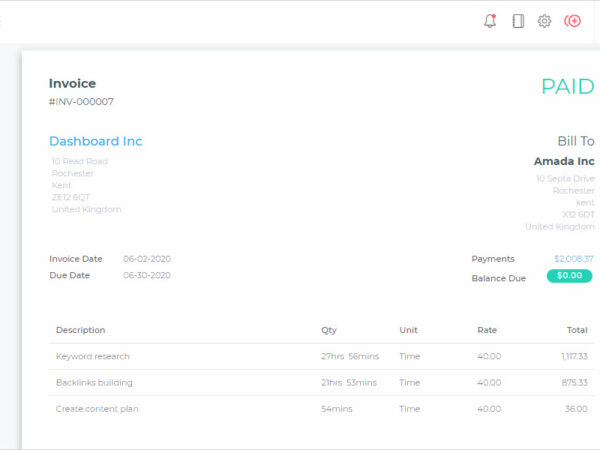 Invoice
#INV-000007
PAID
Dashboard Inc
10 Read Road
Rochester
Kent
ZE12 8QT
United Kingdom
Bill To
Amada Inc
10 Septa Drive
Rochester
kent
X12 6DT
United Kingdom
Invoice Date 06-02-2020
Due Date 06-30-2020
Payments $2,008.37
Balance Due $0.00
Description Qty Unit Rate Total
Keyword research 27hrs 56mins Time 40.00 1,117.33
Backlinks building 21hrs 53mins Time 40.00 875.33
Create content plan 54mins Time 40.00 36.00